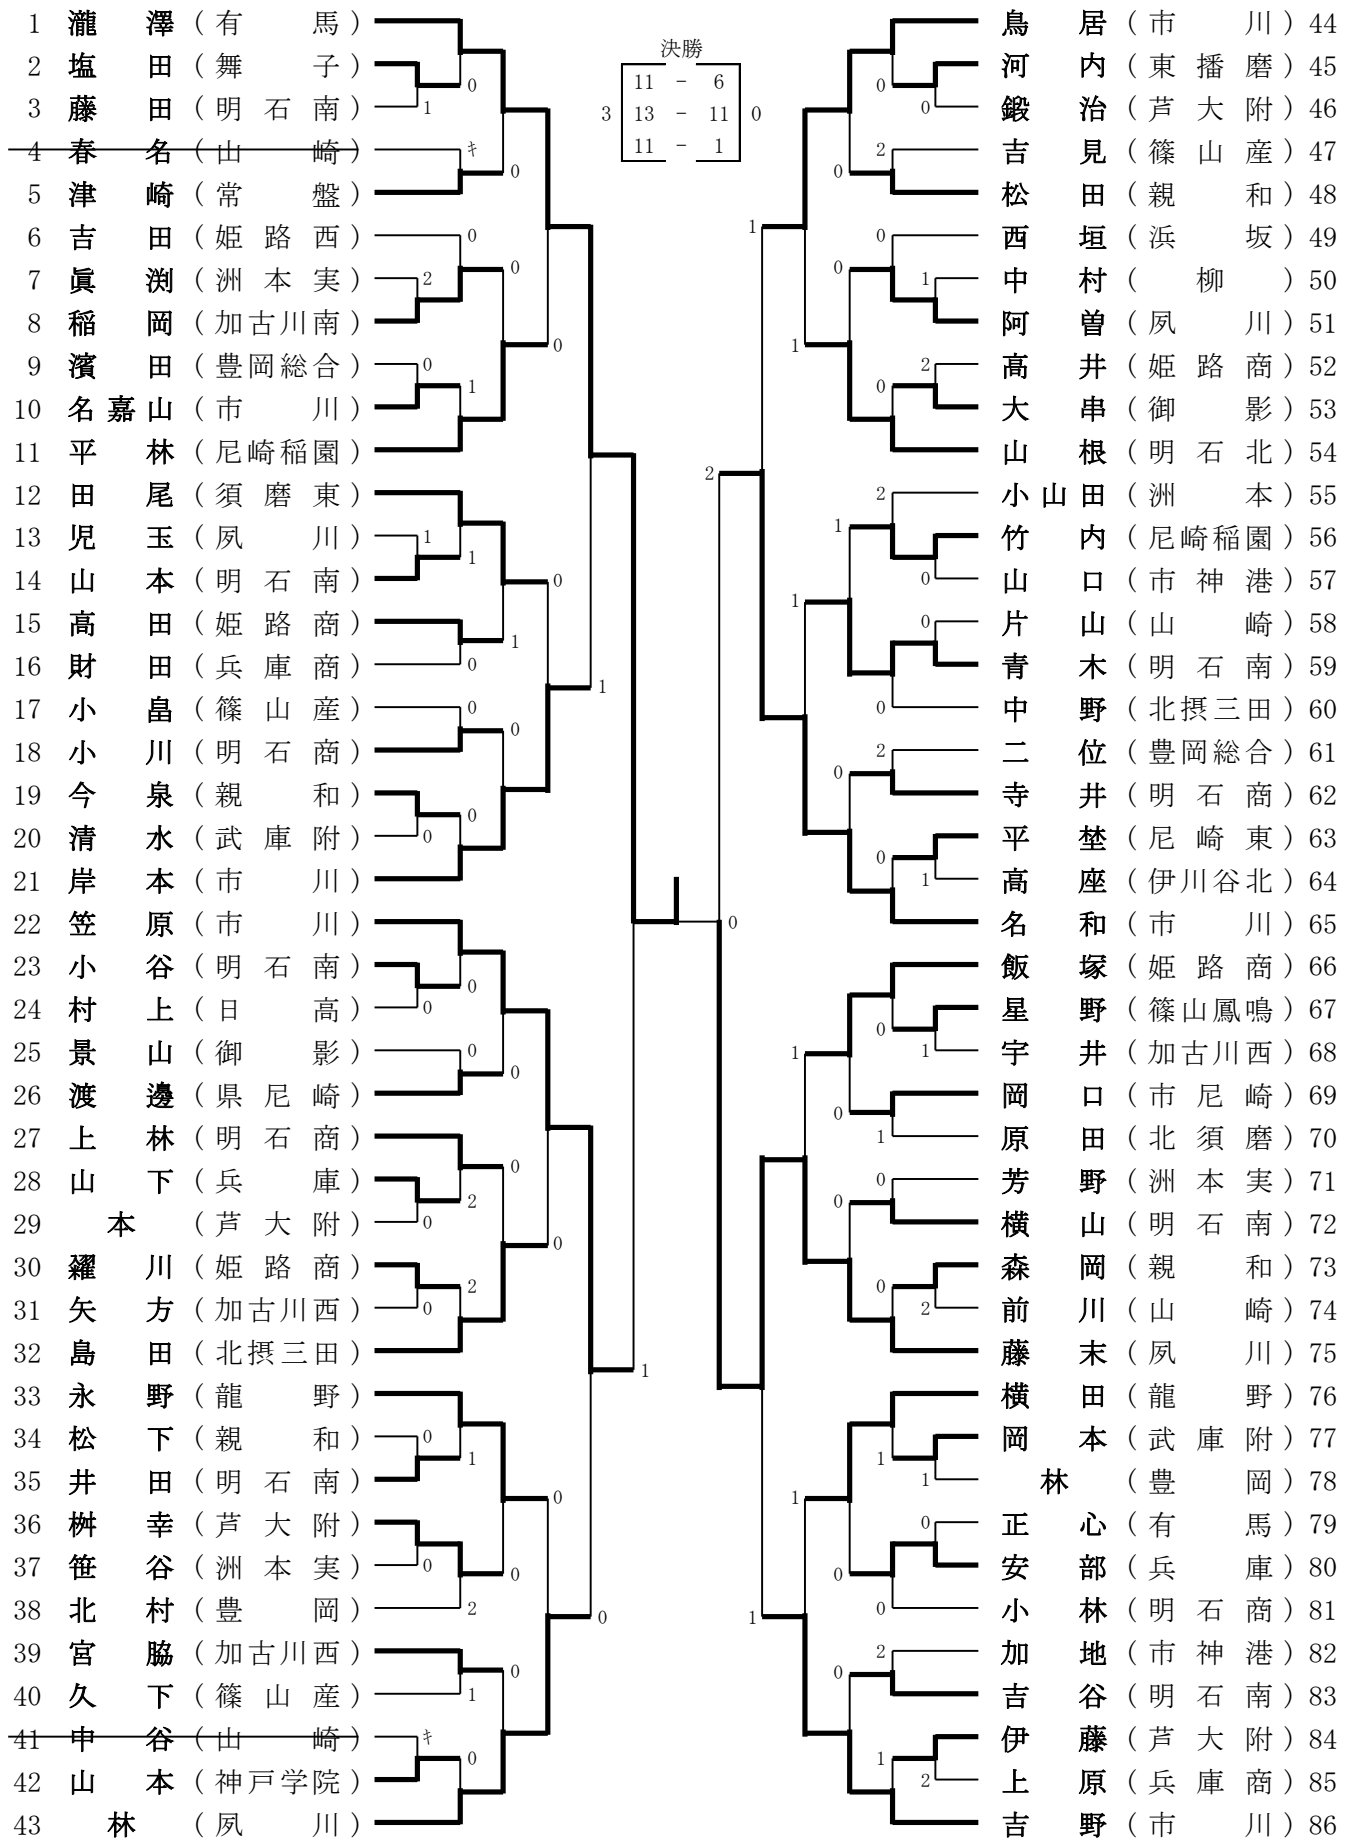 決勝
11 - 6
3 13 - 11 0
11 - 1
1 瀧澤(有馬)
2 塩田(舞子)
3 藤田(明石南)
4 春名(山崎)
5 津崎(常盤)
6 吉田(姫路西)
7 眞渕(洲本実)
8 稲岡(加古川南)
9 濱田(豊岡総合)
10 名嘉山(市川)
11 平林(尼崎稲園)
12 田尾(須磨東)
13 児玉(夙川)
14 山本(明石南)
15 高田(姫路商)
16 財田(兵庫商)
17 小畠(篠山産)
18 小川(明石商)
19 今泉(親和)
20 清水(武庫附)
21 岸本(市川)
22 笠原(市川)
23 小谷(明石南)
24 村上(日高)
25 景山(御影)
26 渡邊(県尼崎)
27 上林(明石商)
28 山下(兵庫)
29 本(芦大附)
30 羅川(姫路商)
31 矢方(加古川西)
32 島田(北摂三田)
33 永野(龍野)
34 松下(親和)
35 井田(明石南)
36 桝幸(芦大附)
37 笹谷(洲本実)
38 北村(豊岡)
39 宮脇(加古川西)
40 久下(篠山産)
41 中谷(山崎)
42 山本(神戸学院)
43 林(夙川)
鳥居(市川)44
河内(東播磨)45
鍛治(芦大附)46
吉見(篠山産)47
松田(親和)48
西垣(浜坂)49
中村(柳)50
阿曽(夙川)51
高井(姫路商)52
大串(御影)53
山根(明石北)54
小山田(洲本)55
竹内(尼崎稲園)56
山口(市神港)57
片山(山崎)58
青木(明石南)59
中野(北摂三田)60
二位(豊岡総合)61
寺井(明石商)62
平埜(尼崎東)63
高座(伊川谷北)64
名和(市川)65
飯塚(姫路商)66
星野(篠山鳳鳴)67
宇井(加古川西)68
岡口(市尼崎)69
原田(北須磨)70
芳野(洲本実)71
横山(明石南)72
森岡(親和)73
前川(山崎)74
藤末(夙川)75
横田(龍野)76
岡本(武庫附)77
林(豊岡)78
正心(有馬)79
安部(兵庫)80
小林(明石商)81
加地(市神港)82
吉谷(明石南)83
伊藤(芦大附)84
上原(兵庫商)85
吉野(市川)86